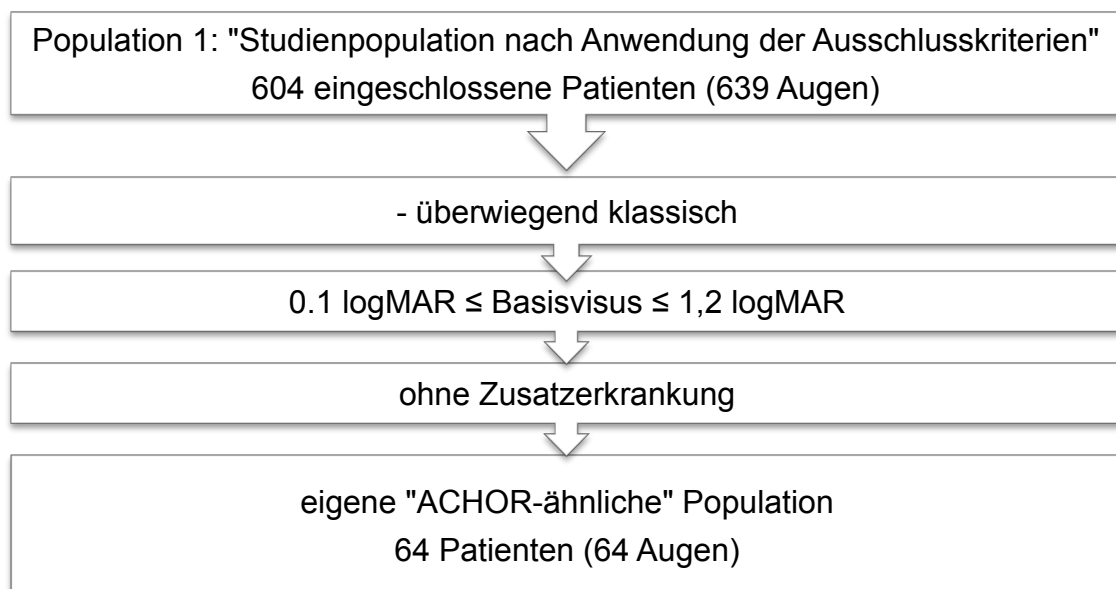 Population 1: "Studienpopulation nach Anwendung der Ausschlusskriterien"
604 eingeschlossene Patienten (639 Augen)
- überwiegend klassisch
0.1 logMAR ≤ Basisvisus ≤ 1,2 logMAR
ohne Zusatzerkrankung
eigene "ACHOR-ähnliche" Population
64 Patienten (64 Augen)